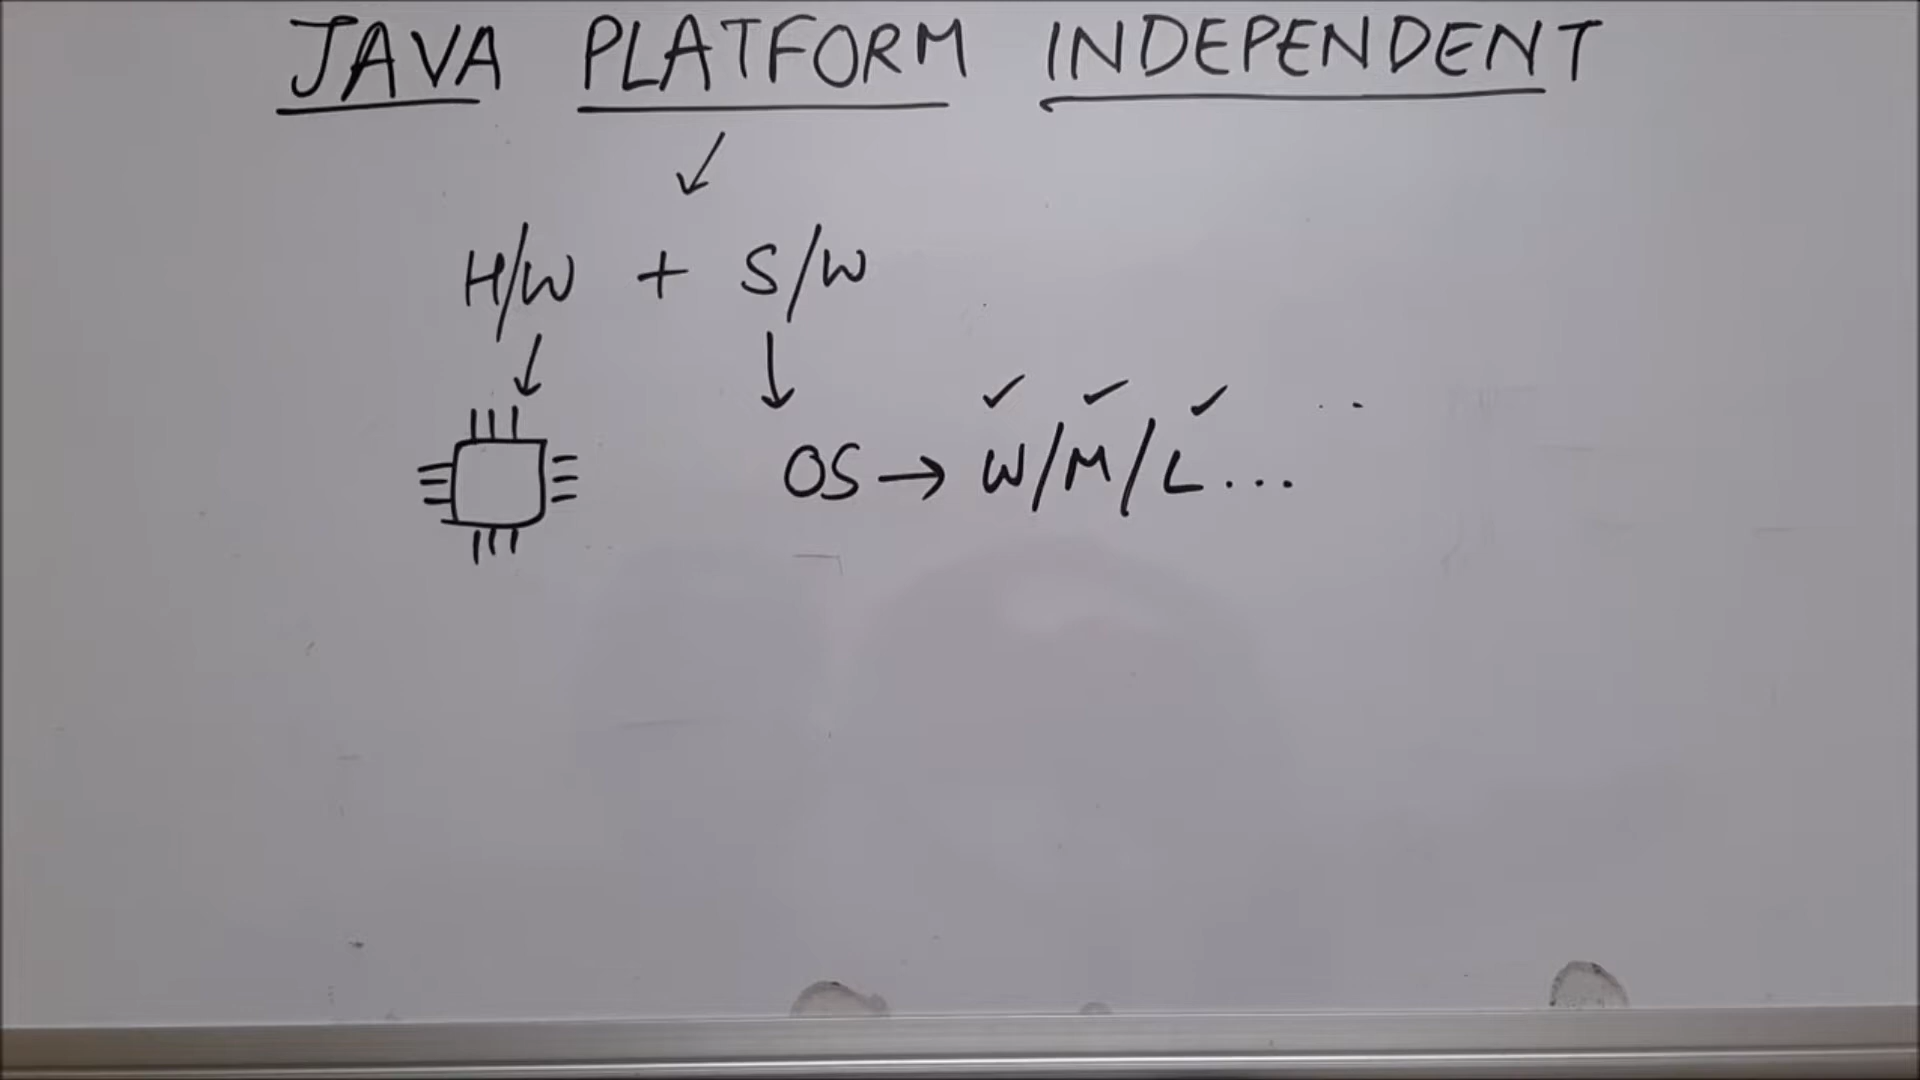 JAVA PLATFORM INDEPENDENT
H/W + S/W
OS → W/M/L...